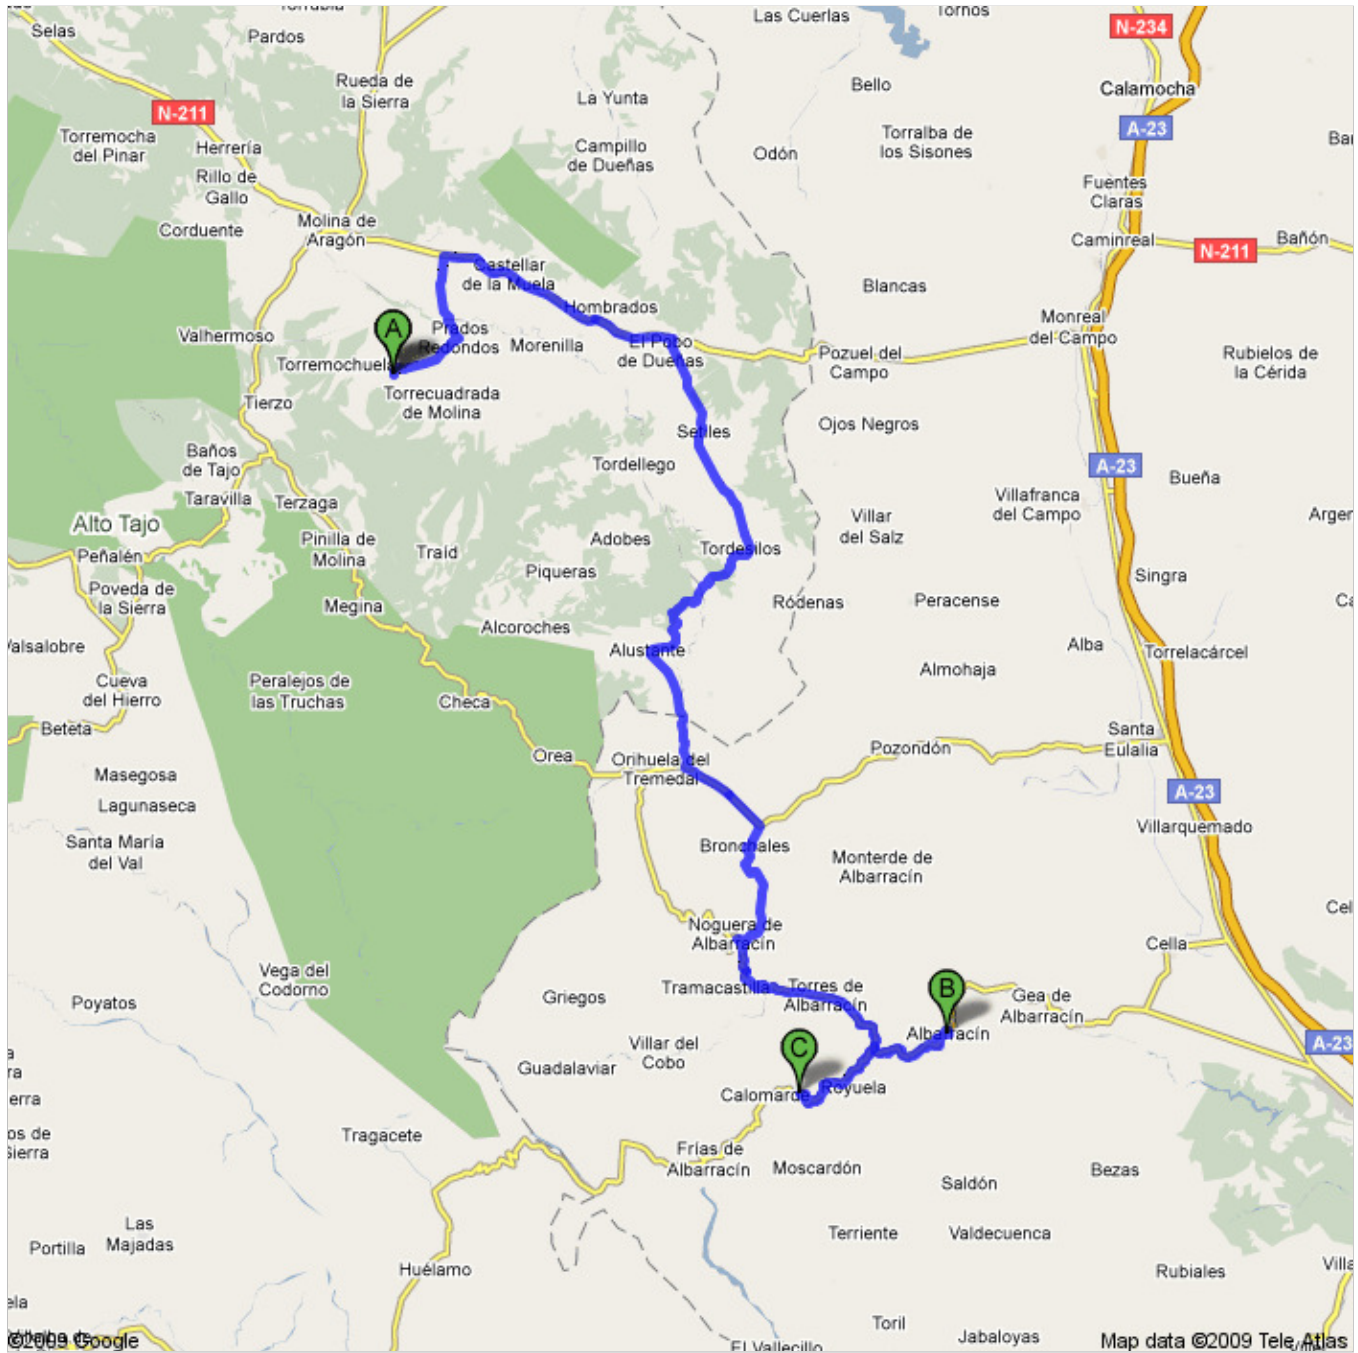 Selas
Torrubia
Las Cuerlas
Tornos
N-234
Pardos
Rueda de
la Sierra
La Yunta
Bello
Calamocha
N-211
A-23
Torremocha
del Pinar
Herrería
Campillo
de Dueñas
Odón
Torralba de
los Sisones
Rillo de
Gallo
Fuentes
Claras
Corduente
Molina de
Aragón
Caminreal
N-211
Bañón
Castellar
de la Muela
Hombrados
Blancas
Monreal
del Campo
Valhermoso
A
Prados
Redondos
Morenilla
El Pobo
de Dueñas
Pozuel del
Campo
Rubielos de
la Cérida
Torremochuela
Torrecuadrada
de Molina
Tierzo
Setiles
Ojos Negros
Baños
de Tajo
Tordellego
A-23
Bueña
Taravilla
Terzaga
Villafranca
del Campo
Alto Tajo
Pinilla de
Molina
Traíd
Adobes
Tordesilos
Villar
del Salz
Peñalén
Piqueras
Singra
Poveda de
la Sierra
Megina
Ródenas
Peracense
Alcoroches
Alustante
Alba
Torrelacárcel
Cueva
del Hierro
Peralejos de
las Truchas
Checa
Almohaja
Beteta
Orea
Orihuela del
Tremedal
Pozondón
Santa
Eulalia
Masegosa
Lagunaseca
A-23
Santa María
del Val
Bronchales
Monterde de
Albarracín
Villarquemado
Noguera de
Albarracín
Cella
Vega del
Codorno
Poyatos
Griegos
Tramacastilla
Torres de
Albarracín
B
Gea de
Albarracín
Albarracín
Villar del
Cobo
C
A-23
Guadalaviar
Calomarde
Royuela
Tragacete
Frías de
Albarracín
Moscardón
Saldón
Bezas
Las
Majadas
Portilla
Terriente
Valdecuenca
Huélamo
Rubiales
Toril
Jabaloyas
El Vallecillo
©2009 Google
Map data ©2009 Tele Atlas